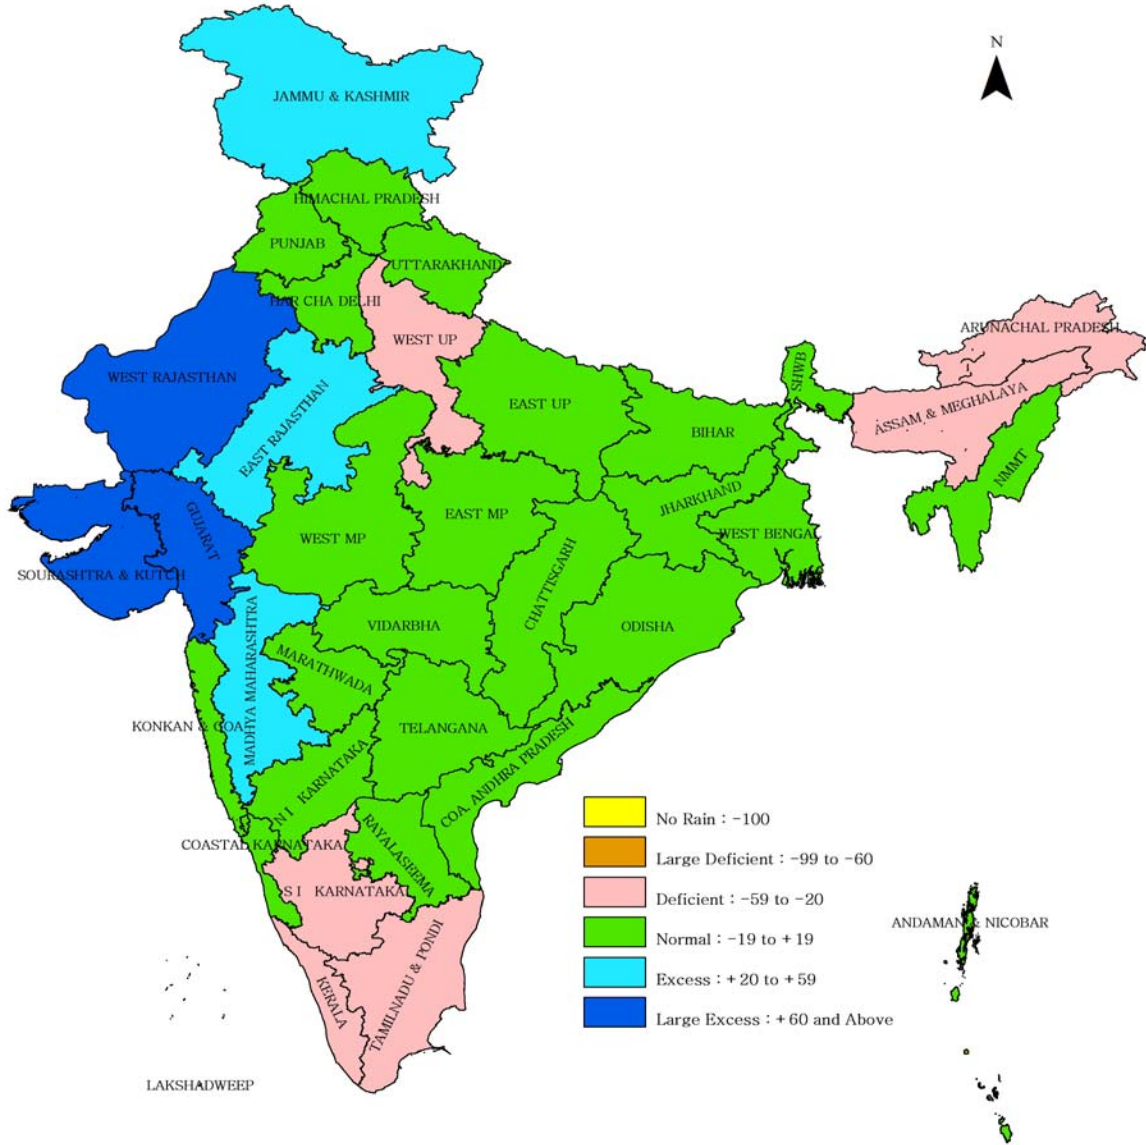 N
JAMMU & KASHMIR
HIMACHAL PRADESH
PUNJAB
UTTARAKHAND
HAR CHA DELHI
ARUNACHAL PRADESH
WEST UP
SHWB
WEST RAJASTHAN
EAST RAJASTHAN
EAST UP
ASSAM & MEGHALAYA
BIHAR
NMMT
JHARKHAND
GUJARAT
EAST MP
WEST MP
WEST BENGAL
SOURASHTRA & KUTCH
CHATTISGARH
VIDARBHA
ODISHA
MADHYA MAHARASHTRA
MARATHWADA
KONKAN & GOA
TELANGANA
COA. ANDHRA PRADESH
N I KARNATAKA
No Rain : -100
COASTAL KARNATAKA
RAYALASEEMA
Large Deficient : -99 to -60
S I KARNATAKA
Deficient : -59 to -20
ANDAMAN & NICOBAR
Normal : -19 to +19
TAMILNADU & PONDI
KERALA
Excess : +20 to +59
Large Excess : +60 and Above
LAKSHADWEEP